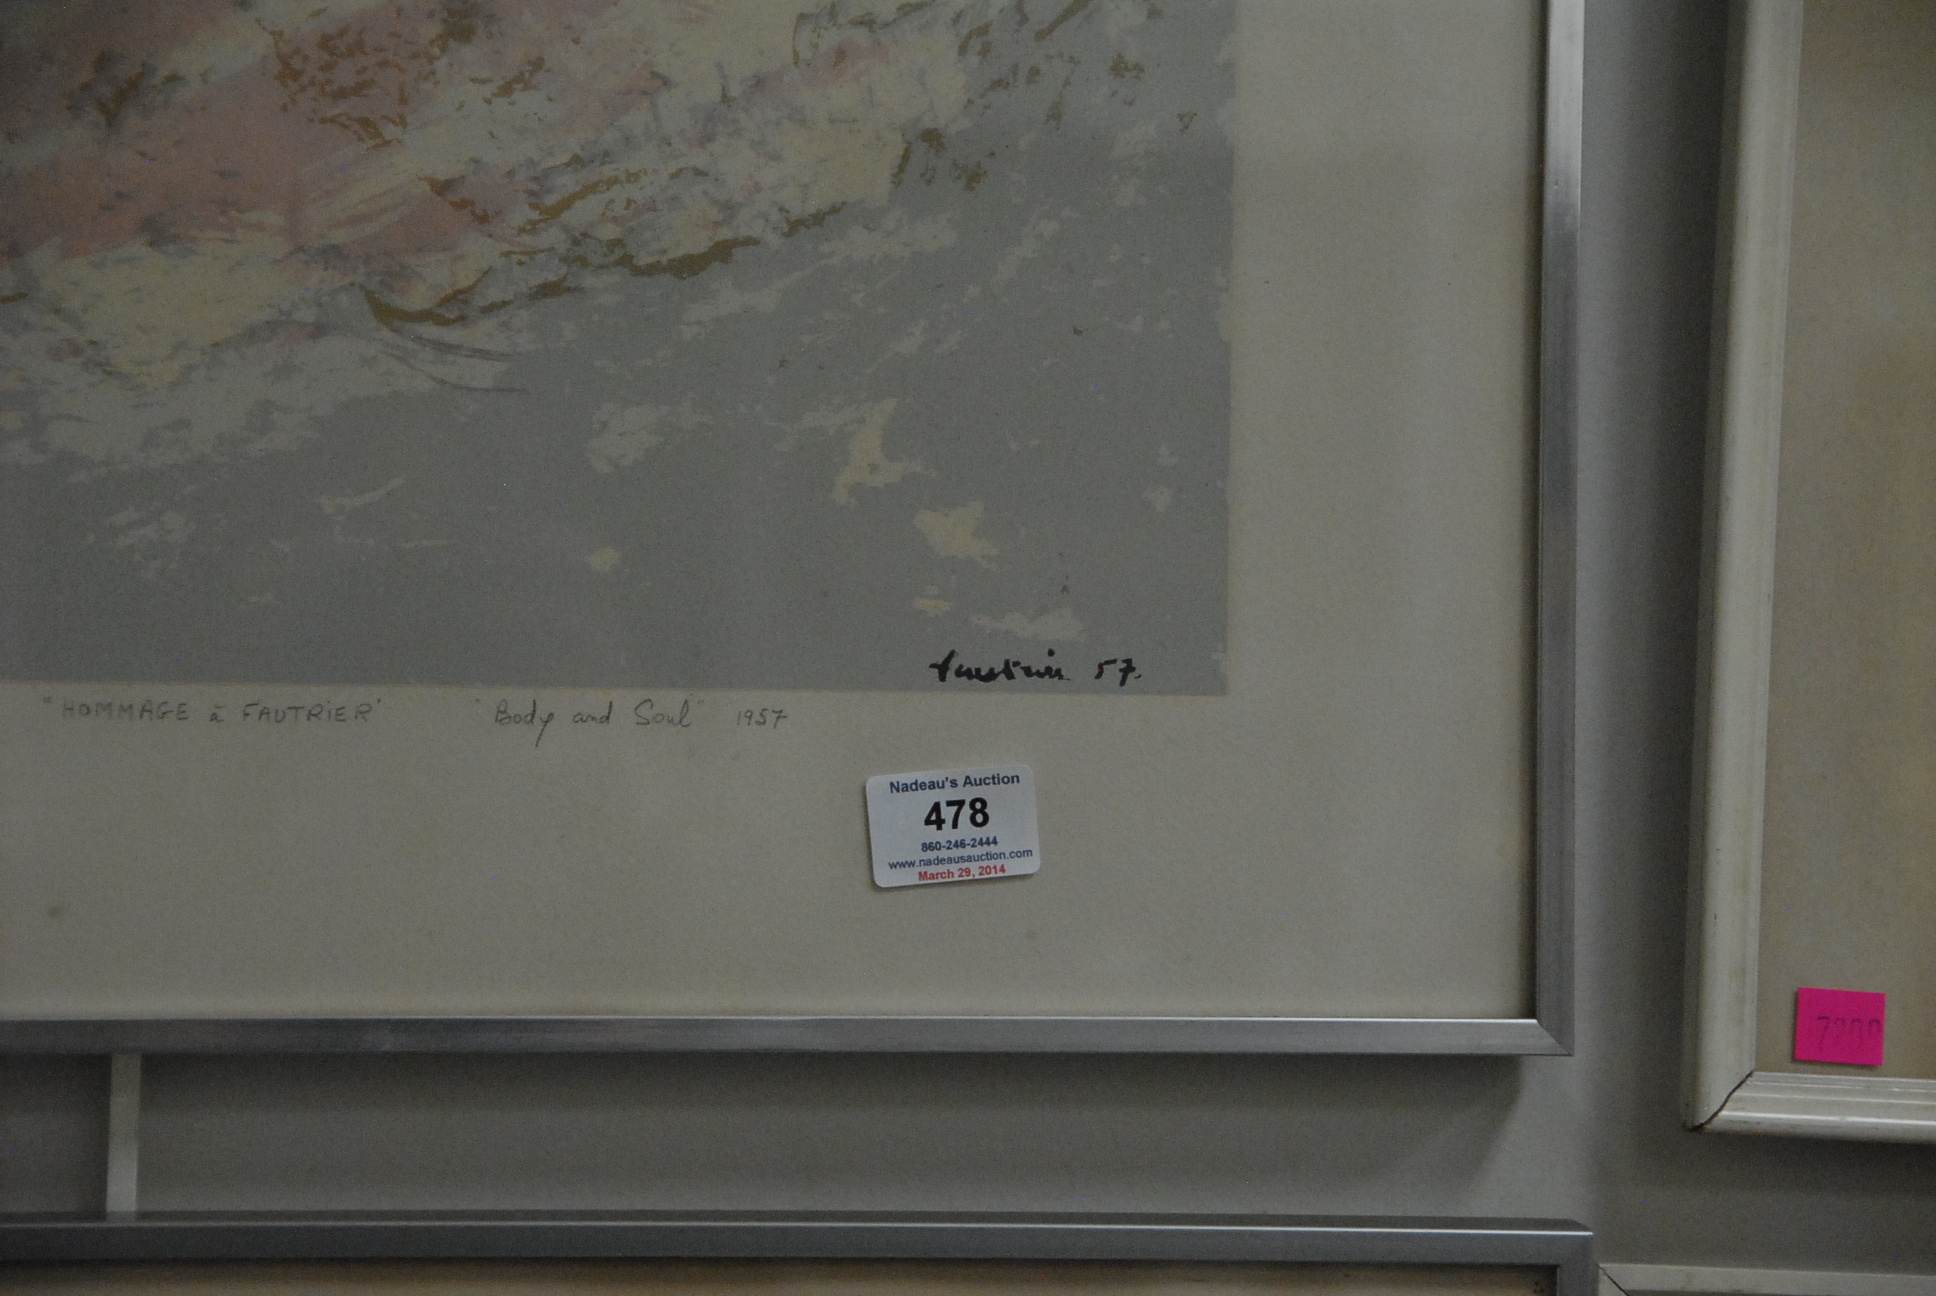 Fautrier 57.
"HOMMAGE à FAUTRIER" "Body and Soul" 1957
Nadeau's Auction
478
860-246-2444
www.nadeausauction.com
March 29, 2014